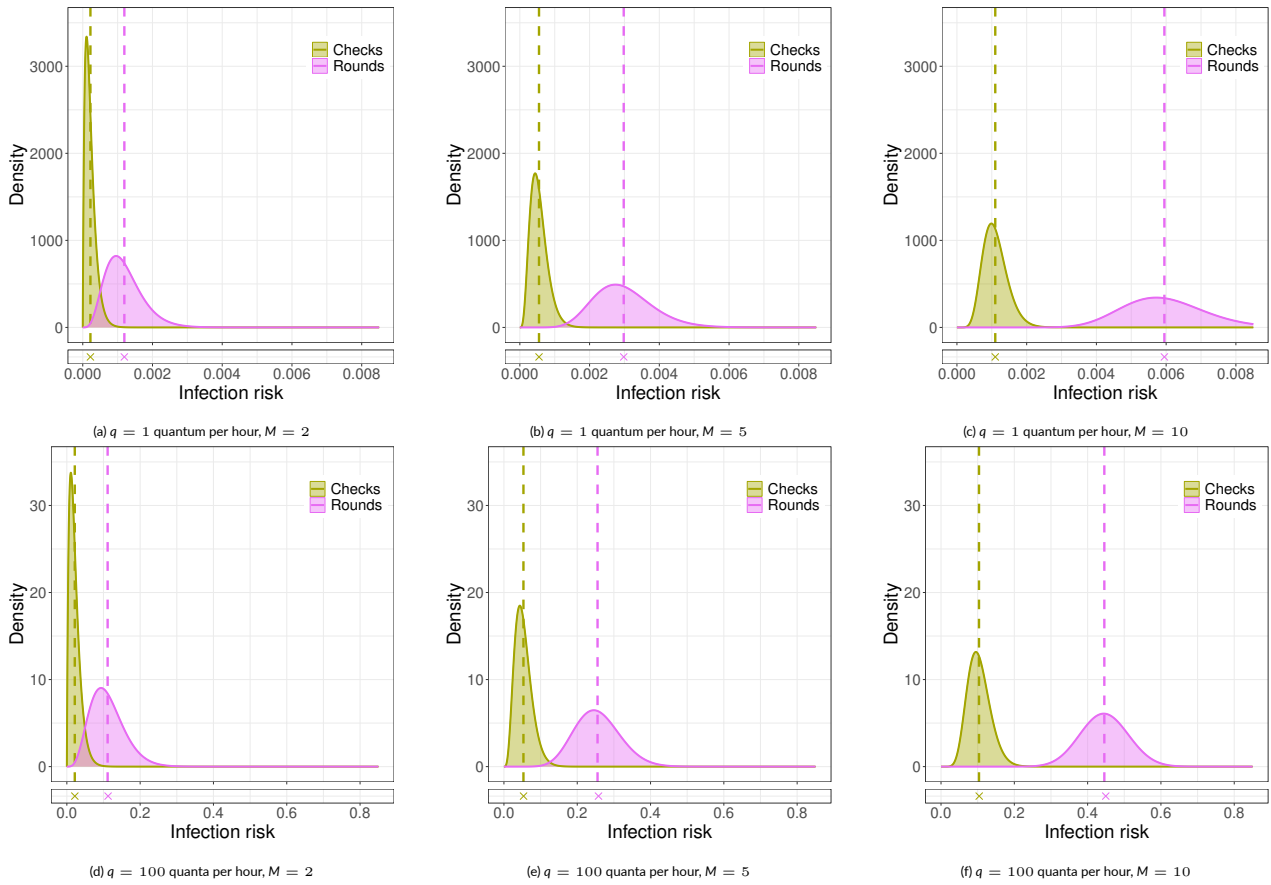 3000
2000
1000
0
Density
Checks
Rounds
0.000 0.002 0.004 0.006 0.008
Infection risk
(a) q = 1 quantum per hour, M = 2
3000
2000
1000
0
Density
Checks
Rounds
0.000 0.002 0.004 0.006 0.008
Infection risk
(b) q = 1 quantum per hour, M = 5
3000
2000
1000
0
Density
Checks
Rounds
0.000 0.002 0.004 0.006 0.008
Infection risk
(c) q = 1 quantum per hour, M = 10
30
20
10
0
Density
Checks
Rounds
0.0 0.2 0.4 0.6 0.8
Infection risk
(d) q = 100 quanta per hour, M = 2
30
20
10
0
Density
Checks
Rounds
0.0 0.2 0.4 0.6 0.8
Infection risk
(e) q = 100 quanta per hour, M = 5
30
20
10
0
Density
Checks
Rounds
0.0 0.2 0.4 0.6 0.8
Infection risk
(f) q = 100 quanta per hour, M = 10